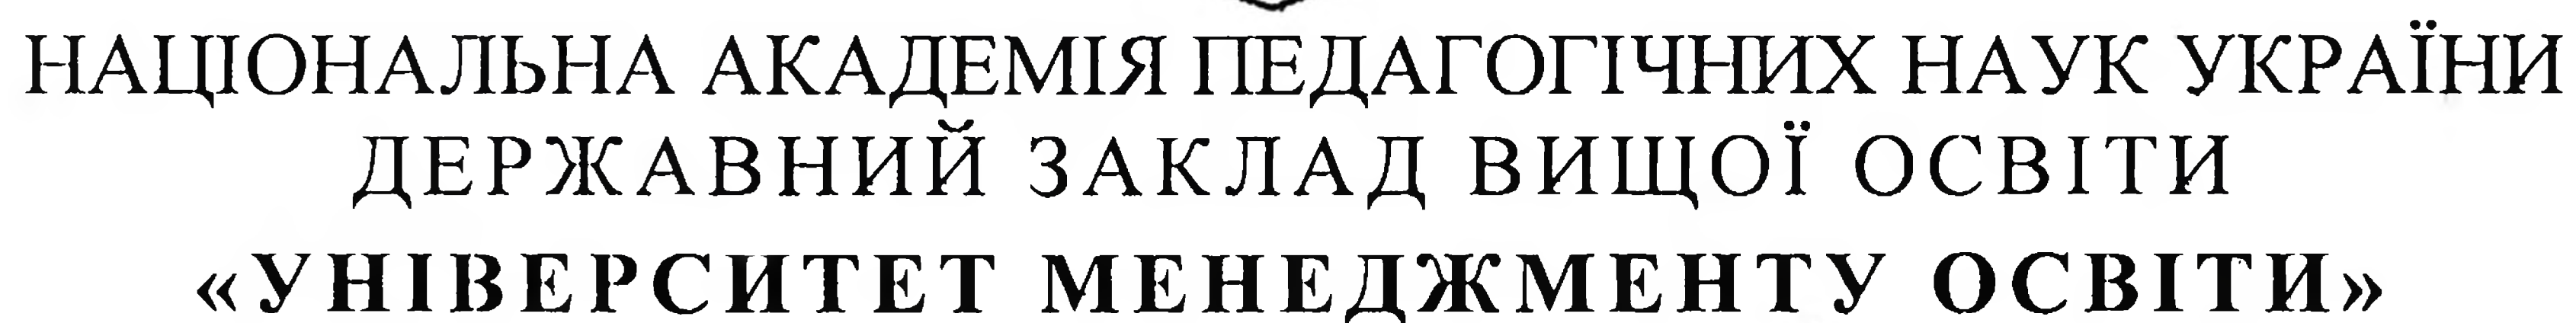 НАЦІОНАЛЬНА АКАДЕМІЯ ПЕДАГОГІЧНИХ НАУК УКРАЇНИ
ДЕРЖАВНИЙ ЗАКЛАД ВИЩОЇ ОСВІТИ
«УНІВЕРСИТЕТ МЕНЕДЖМЕНТУ ОСВІТИ»